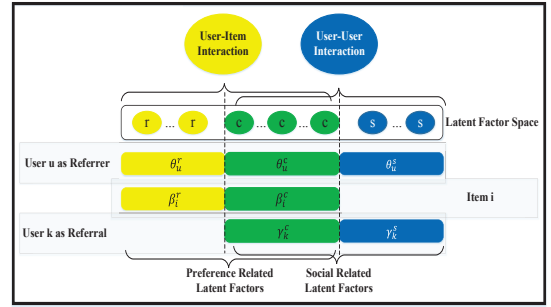 User-Item
Interaction
User-User
Interaction
r ... r c ... c ... c s ... s
Latent Factor Space
User u as Referrer θ_u^r θ_u^c θ_u^s
β_i^r β_i^c Item i
User k as Referral γ_k^c γ_k^s
Preference Related
Latent Factors
Social Related
Latent Factors